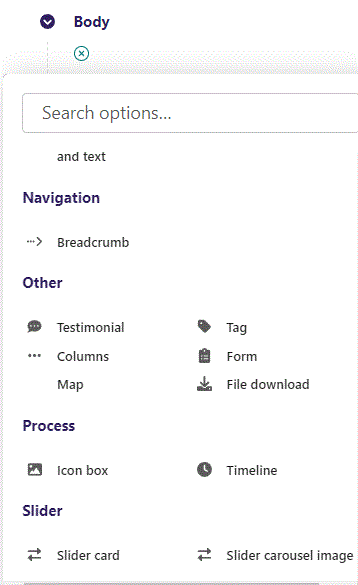 Body
Search options...
and text
Navigation
Breadcrumb
Other
Testimonial Tag
Columns Form
Map File download
Process
Icon box Timeline
Slider
Slider card Slider carousel image